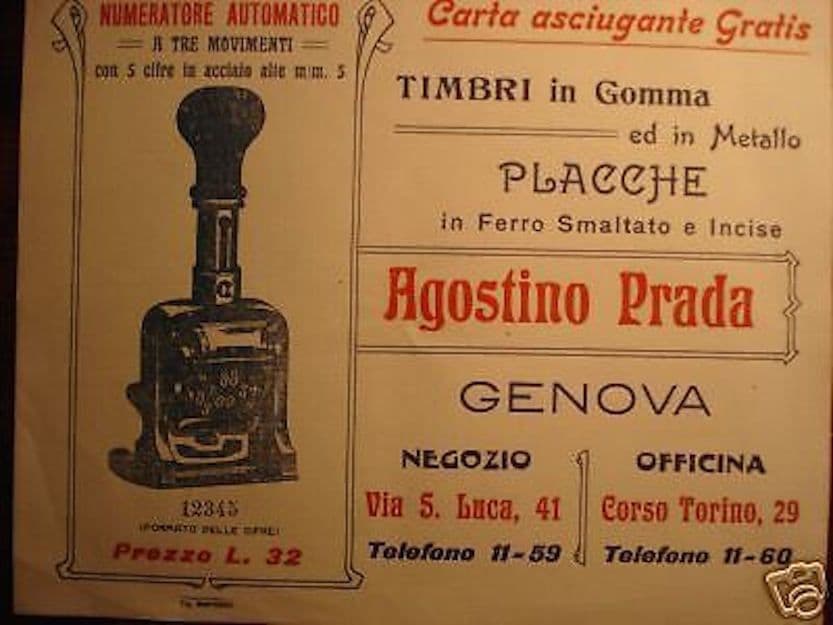 NUMERATORE AUTOMATICO
A TRE MOVIMENTI
con 5 cifre in acciaio alte m/m. 5
12345
(FORMATO DELLE CIFRE)
Prezzo L. 32
Carta asciugante Gratis
TIMBRI in Gomma
ed in Metallo
PLACCHE
in Ferro Smaltato e Incise
Agostino Prada
GENOVA
NEGOZIO
Via S. Luca, 41
Telefono 11-59
OFFICINA
Corso Torino, 29
Telefono 11-60